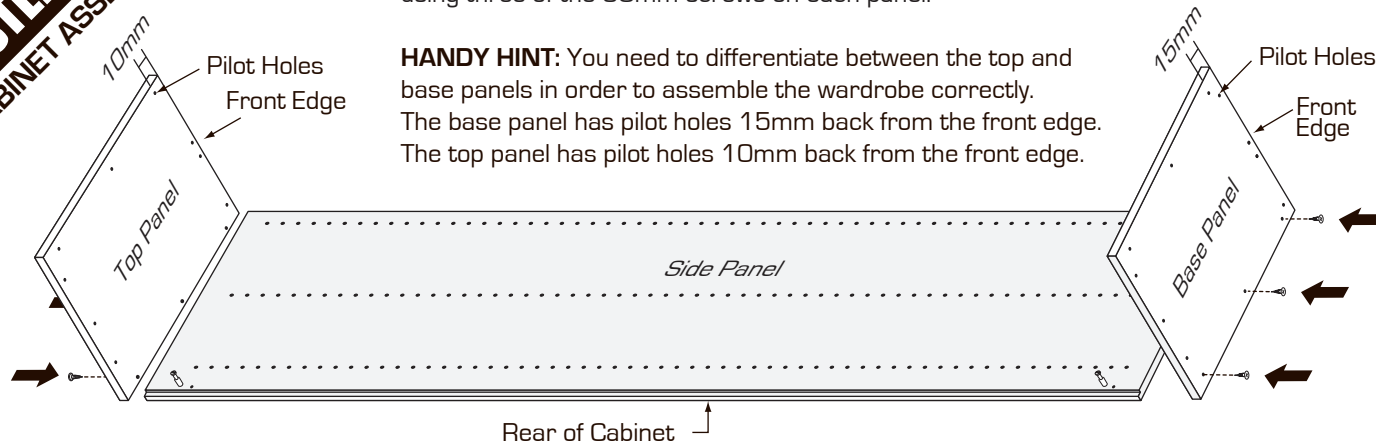 using three of the
screws on each panel.
HANDY HINT: You need to differentiate between the top and
base panels in order to assemble the wardrobe correctly.
The base panel has pilot holes 15mm back from the front edge.
The top panel has pilot holes 10mm back from the front edge.
ASS
10mm
Pilot Holes
Front Edge
Top Panel
Side Panel
15mm
Pilot Holes
Front
Edge
Base Panel
Rear of Cabinet